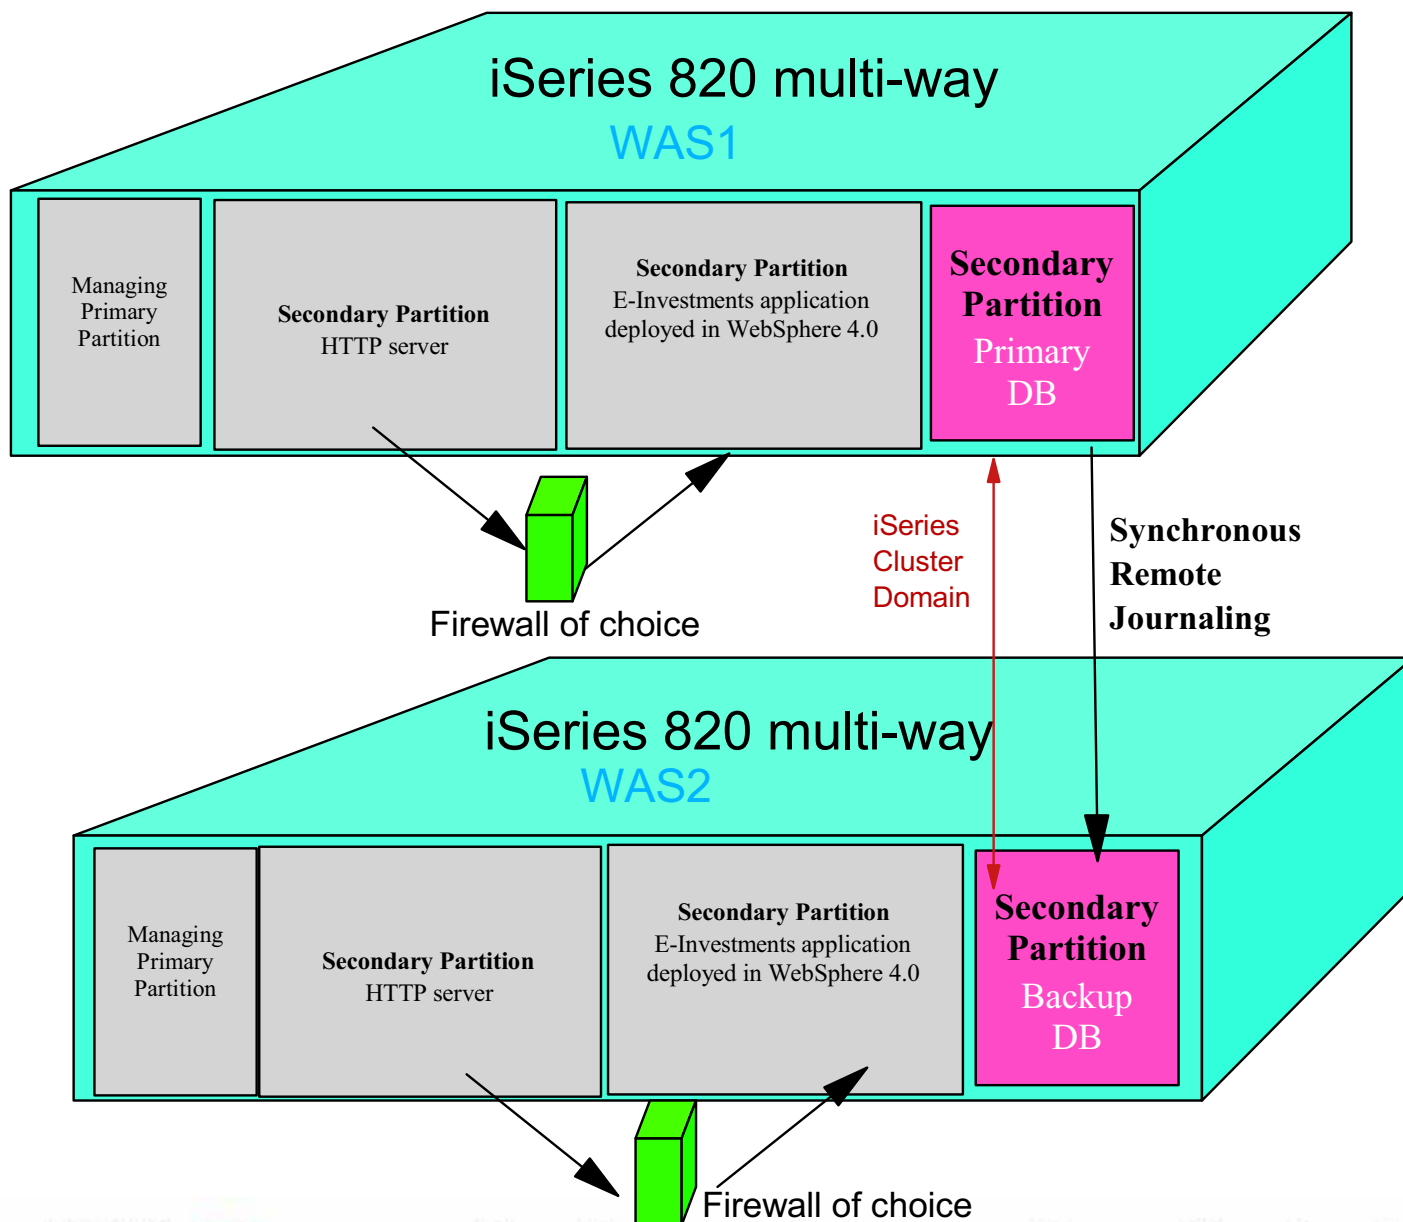 iSeries 820 multi-way
WAS1
Managing
Primary
Partition
Secondary Partition
HTTP server
Secondary Partition
E-Investments application
deployed in WebSphere 4.0
Secondary
Partition
Primary
DB
Firewall of choice
iSeries
Cluster
Domain
Synchronous
Remote
Journaling
iSeries 820 multi-way
WAS2
Managing
Primary
Partition
Secondary Partition
HTTP server
Secondary Partition
E-Investments application
deployed in WebSphere 4.0
Secondary
Partition
Backup
DB
Firewall of choice